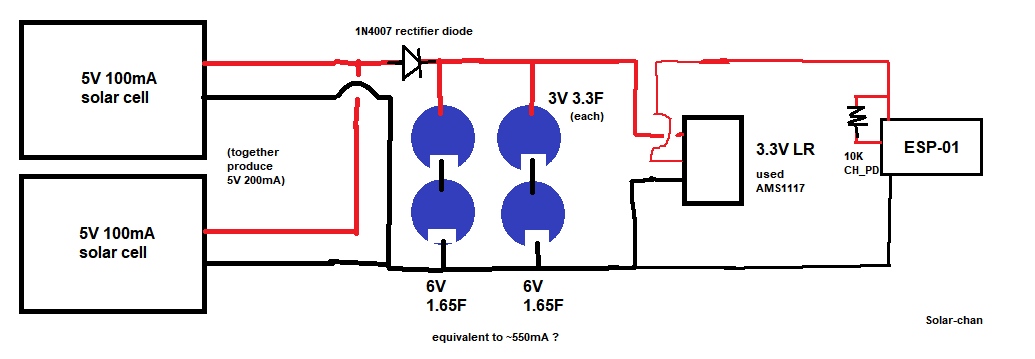 1N4007 rectifier diode
5V 100mA
solar cell
3V 3.3F
(each)
(together
produce
5V 200mA)
3.3V LR
used
AMS1117
10K
CH_PD
ESP-01
5V 100mA
solar cell
6V
1.65F
6V
1.65F
equivalent to ~550mA ?
Solar-chan